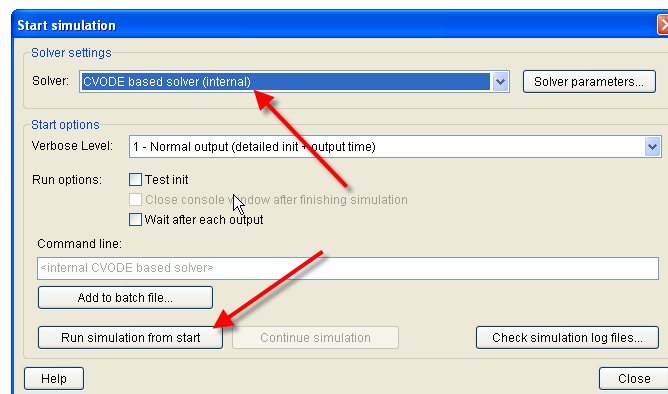 Start simulation
Solver settings
Solver: CVODE based solver (internal) Solver parameters...
Start options
Verbose Level: 1 - Normal output (detailed init + output time)
Run options: Test init
Close console window after finishing simulation
Wait after each output
Command line:
<internal CVODE based solver>
Add to batch file...
Run simulation from start Continue simulation Check simulation log files...
Help Close